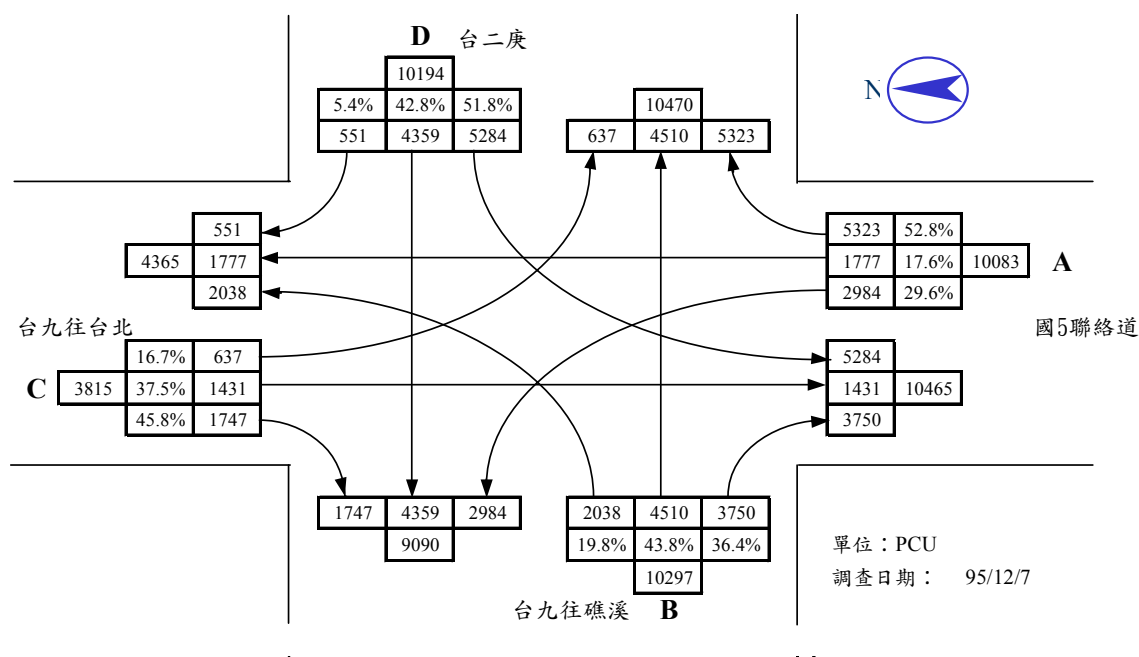 D 台二庚
10194
5.4% 42.8% 51.8%
551 4359 5284
10470
637 4510 5323
N
551
4365 1777
2038
5323 52.8%
1777 17.6% 10083
2984 29.6%
A
國5聯絡道
台九往台北
16.7% 637
C 3815 37.5% 1431
45.8% 1747
5284
1431 10465
3750
1747 4359 2984
9090
2038 4510 3750
19.8% 43.8% 36.4%
10297
台九往礁溪 B
單位：PCU
調查日期： 95/12/7